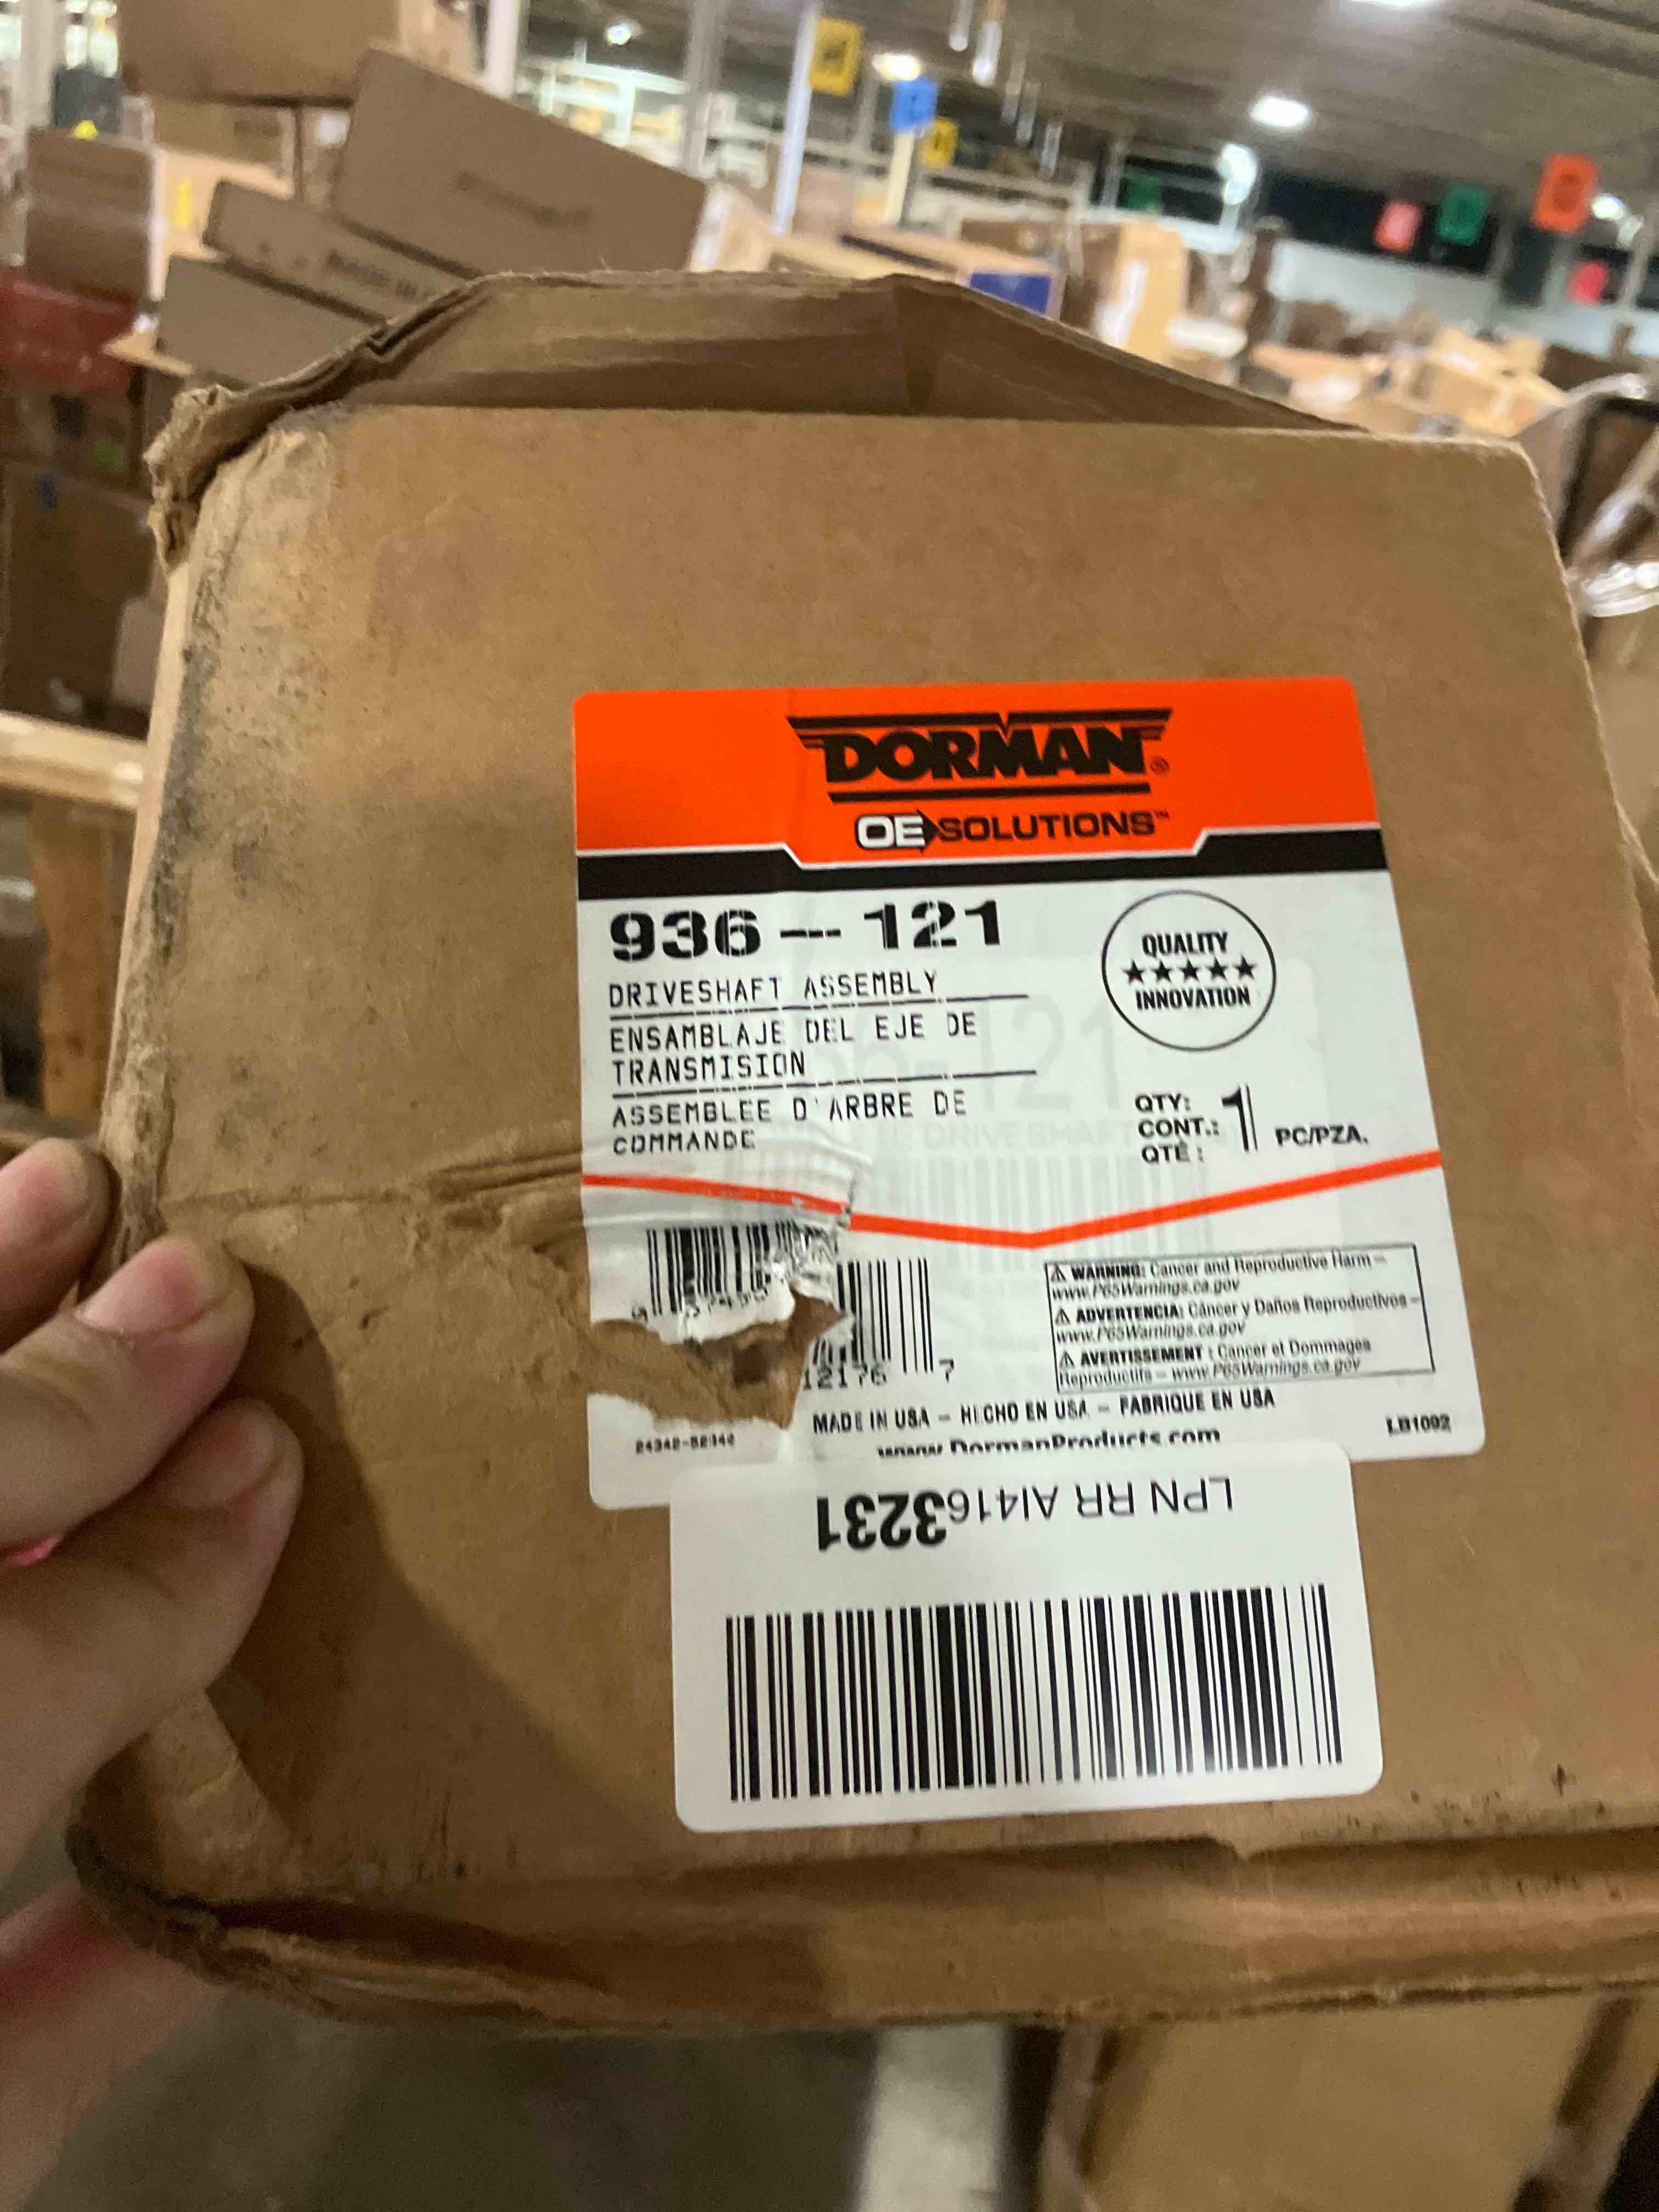 DORMAN®
OE SOLUTIONS™
936-121
DRIVESHAFT ASSEMBLY
ENSAMBLAJE DEL EJE DE
TRANSMISION
ASSEMBLEE D'ARBRE DE
COMMANDE
QUALITY
★★★★★
INNOVATION
QTY:
CONT.:
QTÉ :
1 PC/PZA.
12176 7
⚠ WARNING: Cancer and Reproductive Harm –
www.P65Warnings.ca.gov
⚠ ADVERTENCIA: Cáncer y Daños Reproductivos –
www.P65Warnings.ca.gov
⚠ AVERTISSEMENT : Cancer et Dommages
Reproductifs – www.P65Warnings.ca.gov
MADE IN USA – HECHO EN USA – FABRIQUE EN USA
www.DormanProducts.com
LB1092
LPN RR AI4163231